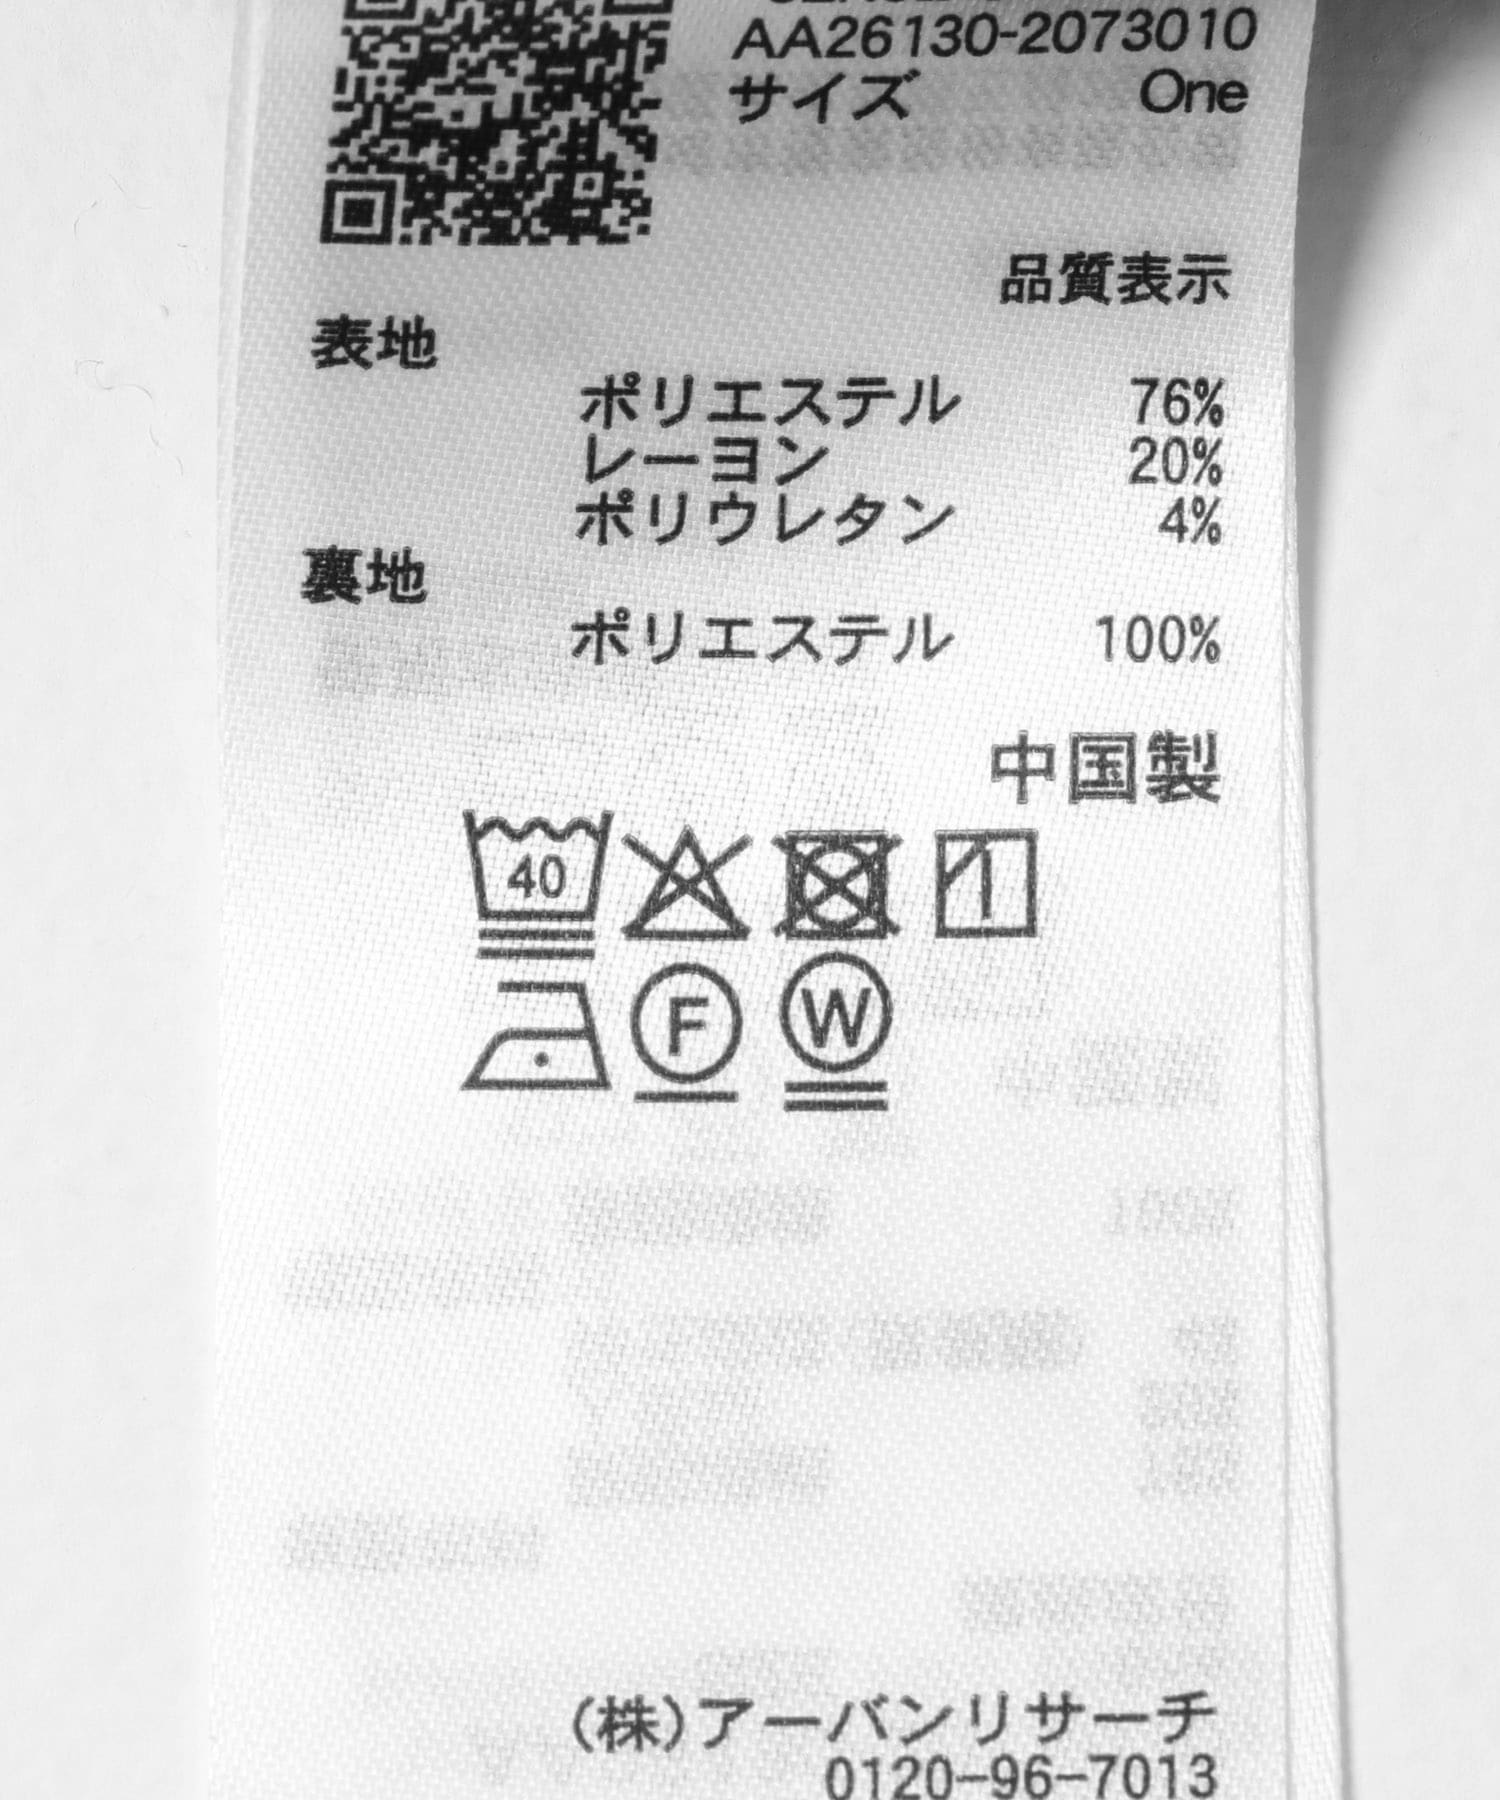 AA26130-2073010
サイズ One
品質表示
表地
ポリエステル 76%
レーヨン 20%
ポリウレタン 4%
裏地
ポリエステル 100%
中国製
40
F W
(株)アーバンリサーチ
0120-96-7013